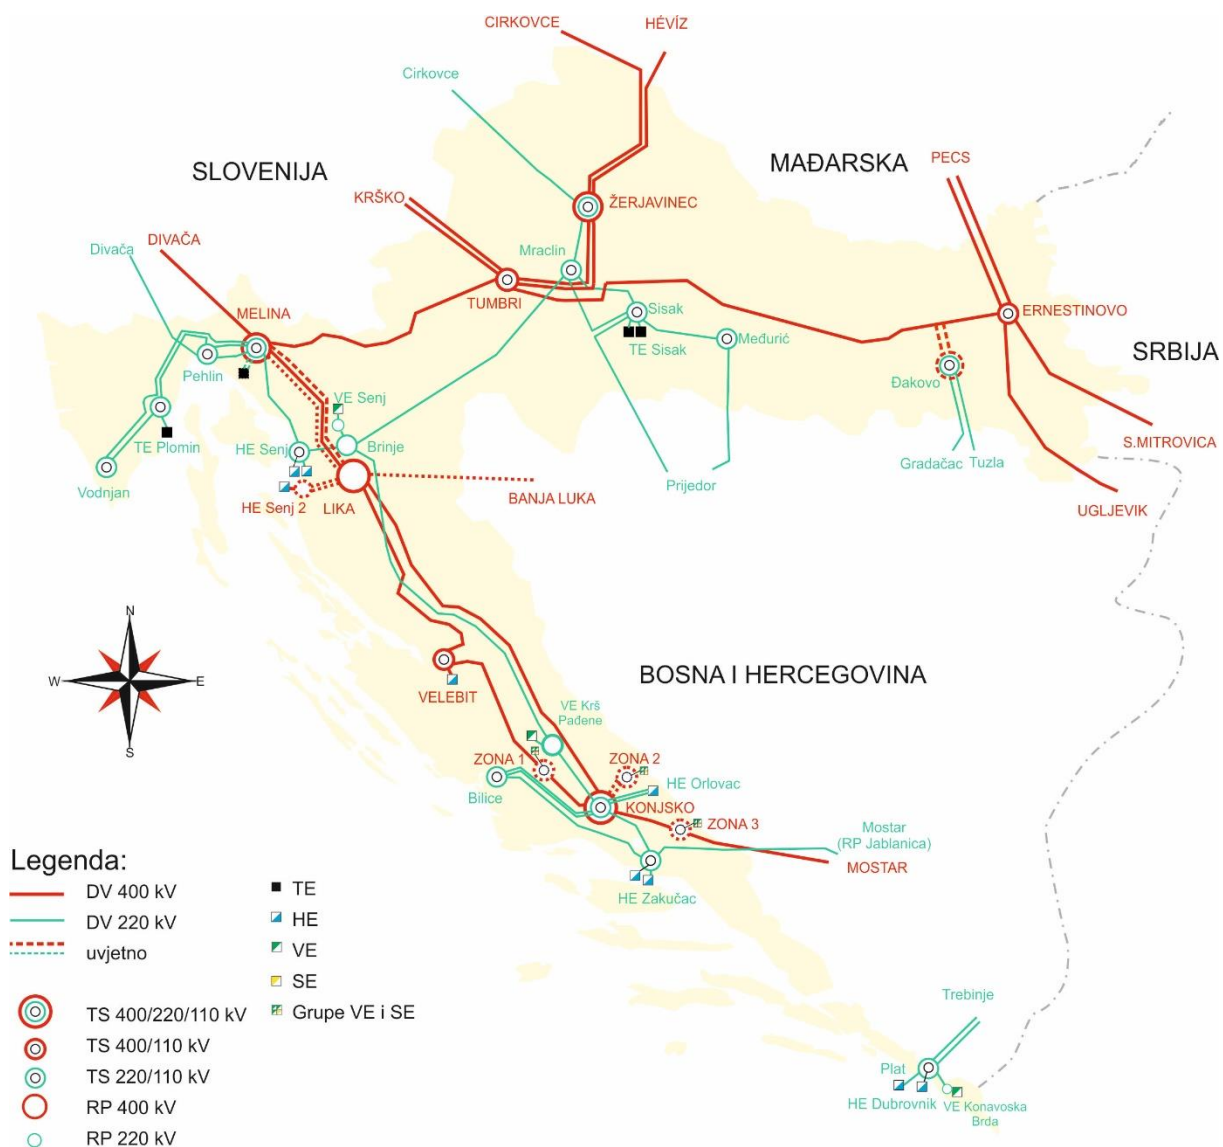 CIRKOVCE
HÉVÍZ
Cirkovce
SLOVENIJA
MAĐARSKA
PECS
KRŠKO
ŽERJAVINEC
Divača
DIVAČA
Mraclin
MELINA
TUMBRI
Sisak
ERNESTINOVO
TE Sisak
Međurić
SRBIJA
Pehlin
VE Senj
Đakovo
TE Plomin
HE Senj
Brinje
S.MITROVICA
Gradačac
Tuzla
Vodnjan
Prijedor
HE Senj 2
LIKA
BANJA LUKA
UGLJEVIK
N
W
E
S
BOSNA I HERCEGOVINA
VELEBIT
VE Krš
Pađene
ZONA 1
ZONA 2
HE Orlovac
Bilice
KONJSKO
ZONA 3
Mostar
(RP Jablanica)
MOSTAR
HE Zakučac
Legenda:
DV 400 kV
DV 220 kV
uvjetno
TS 400/220/110 kV
TS 400/110 kV
TS 220/110 kV
RP 400 kV
RP 220 kV
TE
HE
VE
SE
Grupe VE i SE
Trebinje
Plat
HE Dubrovnik
VE Konavoska
Brda